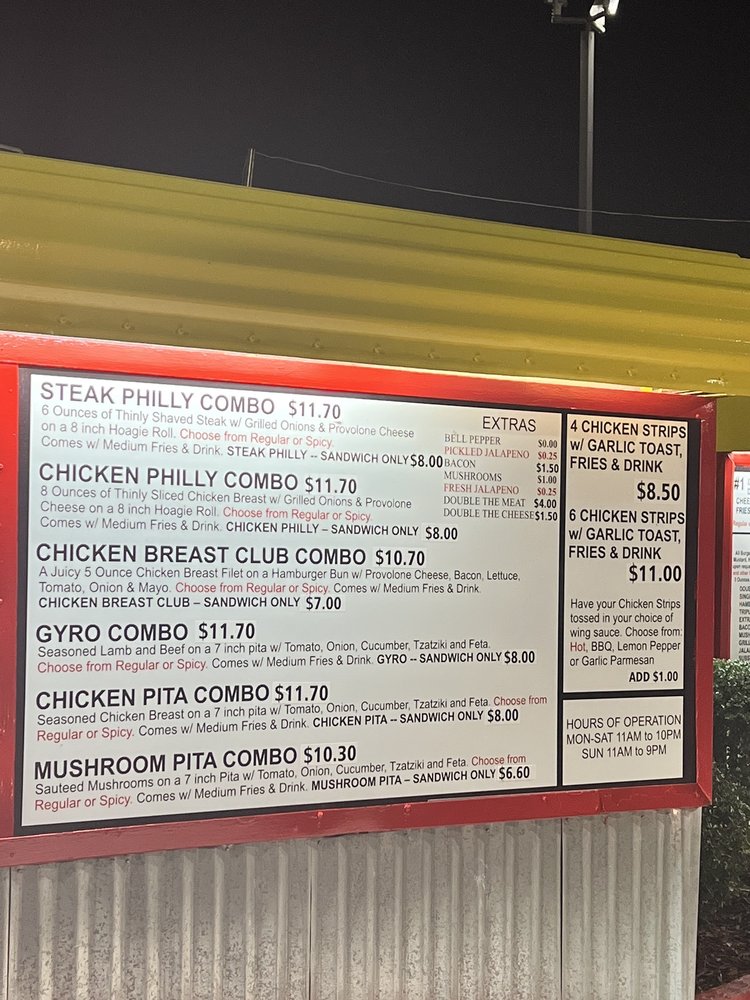 STEAK PHILLY COMBO $11.70
6 Ounces of Thinly Shaved Steak w/ Grilled Onions & Provolone Cheese
on a 8 inch Hoagie Roll. Choose from Regular or Spicy.
Comes w/ Medium Fries & Drink. STEAK PHILLY -- SANDWICH ONLY $8.00
CHICKEN PHILLY COMBO $11.70
8 Ounces of Thinly Sliced Chicken Breast w/ Grilled Onions & Provolone
Cheese on a 8 inch Hoagie Roll. Choose from Regular or Spicy.
Comes w/ Medium Fries & Drink. CHICKEN PHILLY – SANDWICH ONLY $8.00
CHICKEN BREAST CLUB COMBO $10.70
A Juicy 5 Ounce Chicken Breast Filet on a Hamburger Bun w/ Provolone Cheese, Bacon, Lettuce,
Tomato, Onion & Mayo. Choose from Regular or Spicy. Comes w/ Medium Fries & Drink.
CHICKEN BREAST CLUB – SANDWICH ONLY $7.00
GYRO COMBO $11.70
Seasoned Lamb and Beef on a 7 inch pita w/ Tomato, Onion, Cucumber, Tzatziki and Feta.
Choose from Regular or Spicy. Comes w/ Medium Fries & Drink. GYRO -- SANDWICH ONLY $8.00
CHICKEN PITA COMBO $11.70
Seasoned Chicken Breast on a 7 inch pita w/ Tomato, Onion, Cucumber, Tzatziki and Feta. Choose from
Regular or Spicy. Comes w/ Medium Fries & Drink. CHICKEN PITA -- SANDWICH ONLY $8.00
MUSHROOM PITA COMBO $10.30
Sauteed Mushrooms on a 7 inch Pita w/ Tomato, Onion, Cucumber, Tzatziki and Feta. Choose from
Regular or Spicy. Comes w/ Medium Fries & Drink. MUSHROOM PITA – SANDWICH ONLY $6.60
EXTRAS
BELL PEPPER $0.00
PICKLED JALAPENO $0.25
BACON $1.50
MUSHROOMS $1.00
FRESH JALAPENO $0.25
DOUBLE THE MEAT $4.00
DOUBLE THE CHEESE $1.50
4 CHICKEN STRIPS
w/ GARLIC TOAST,
FRIES & DRINK
$8.50
6 CHICKEN STRIPS
w/ GARLIC TOAST,
FRIES & DRINK
$11.00
Have your Chicken Strips
tossed in your choice of
wing sauce. Choose from:
Hot, BBQ, Lemon Pepper
or Garlic Parmesan
ADD $1.00
HOURS OF OPERATION
MON-SAT 11AM to 10PM
SUN 11AM to 9PM
#1